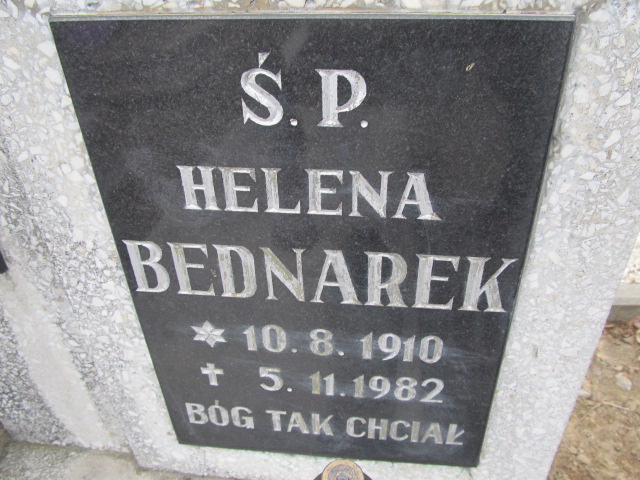 Ś.P.
HELENA
BEDNAREK
* 10.8.1910
✝ 5.11.1982
BÓG TAK CHCIAŁ